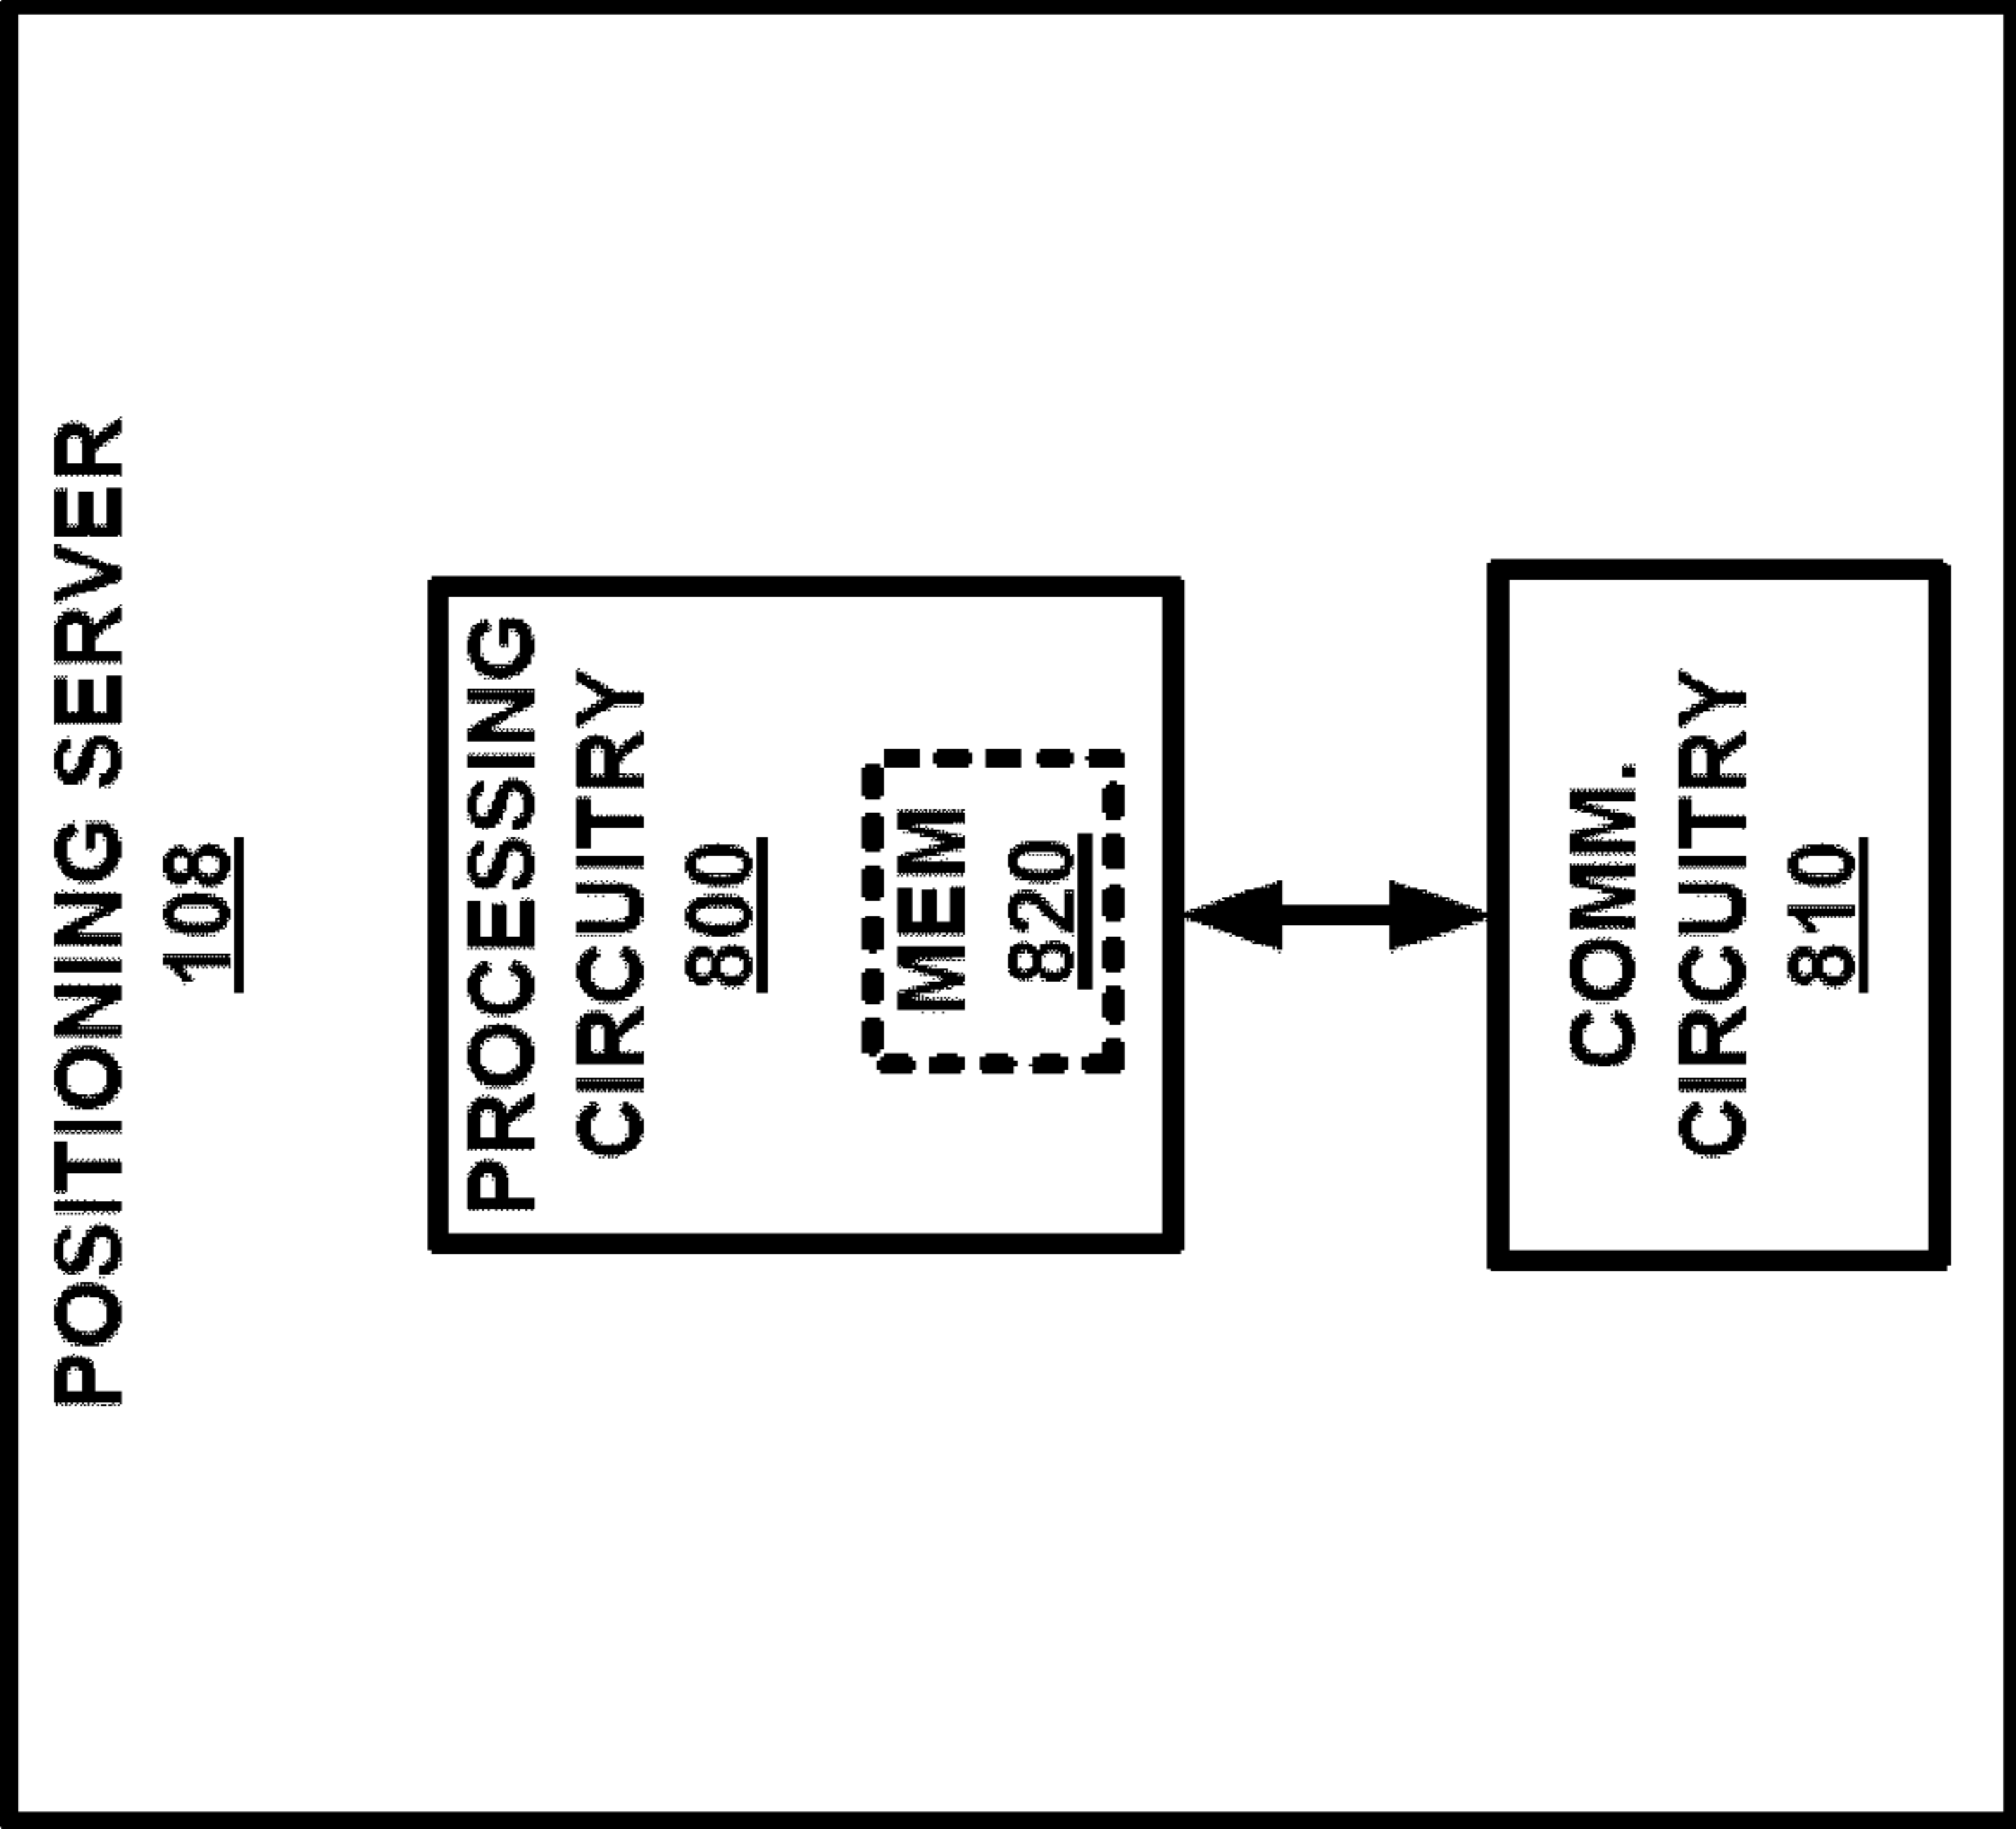 POSITIONING SERVER
108
PROCESSING
CIRCUITRY
800
MEM
820
COMM.
CIRCUITRY
810